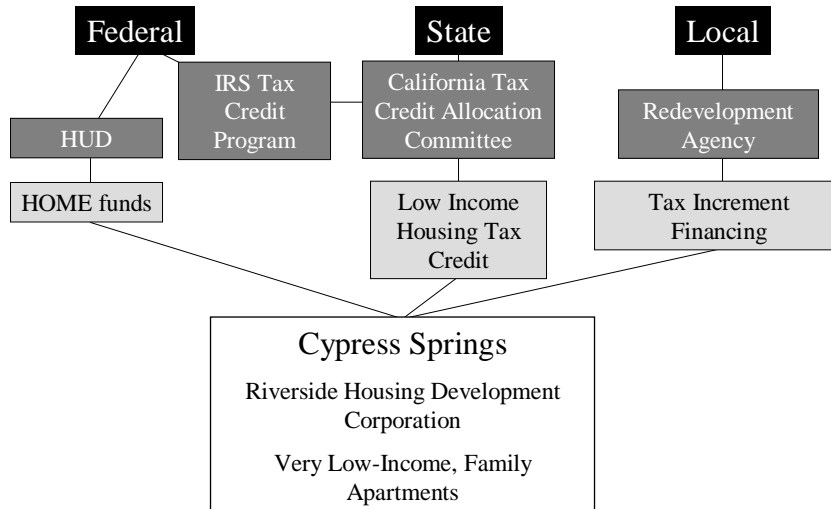 Federal
State
Local
IRS Tax
Credit
Program
California Tax
Credit Allocation
Committee
HUD
Redevelopment
Agency
HOME funds
Low Income
Housing Tax
Credit
Tax Increment
Financing
Cypress Springs
Riverside Housing Development
Corporation
Very Low-Income, Family
Apartments